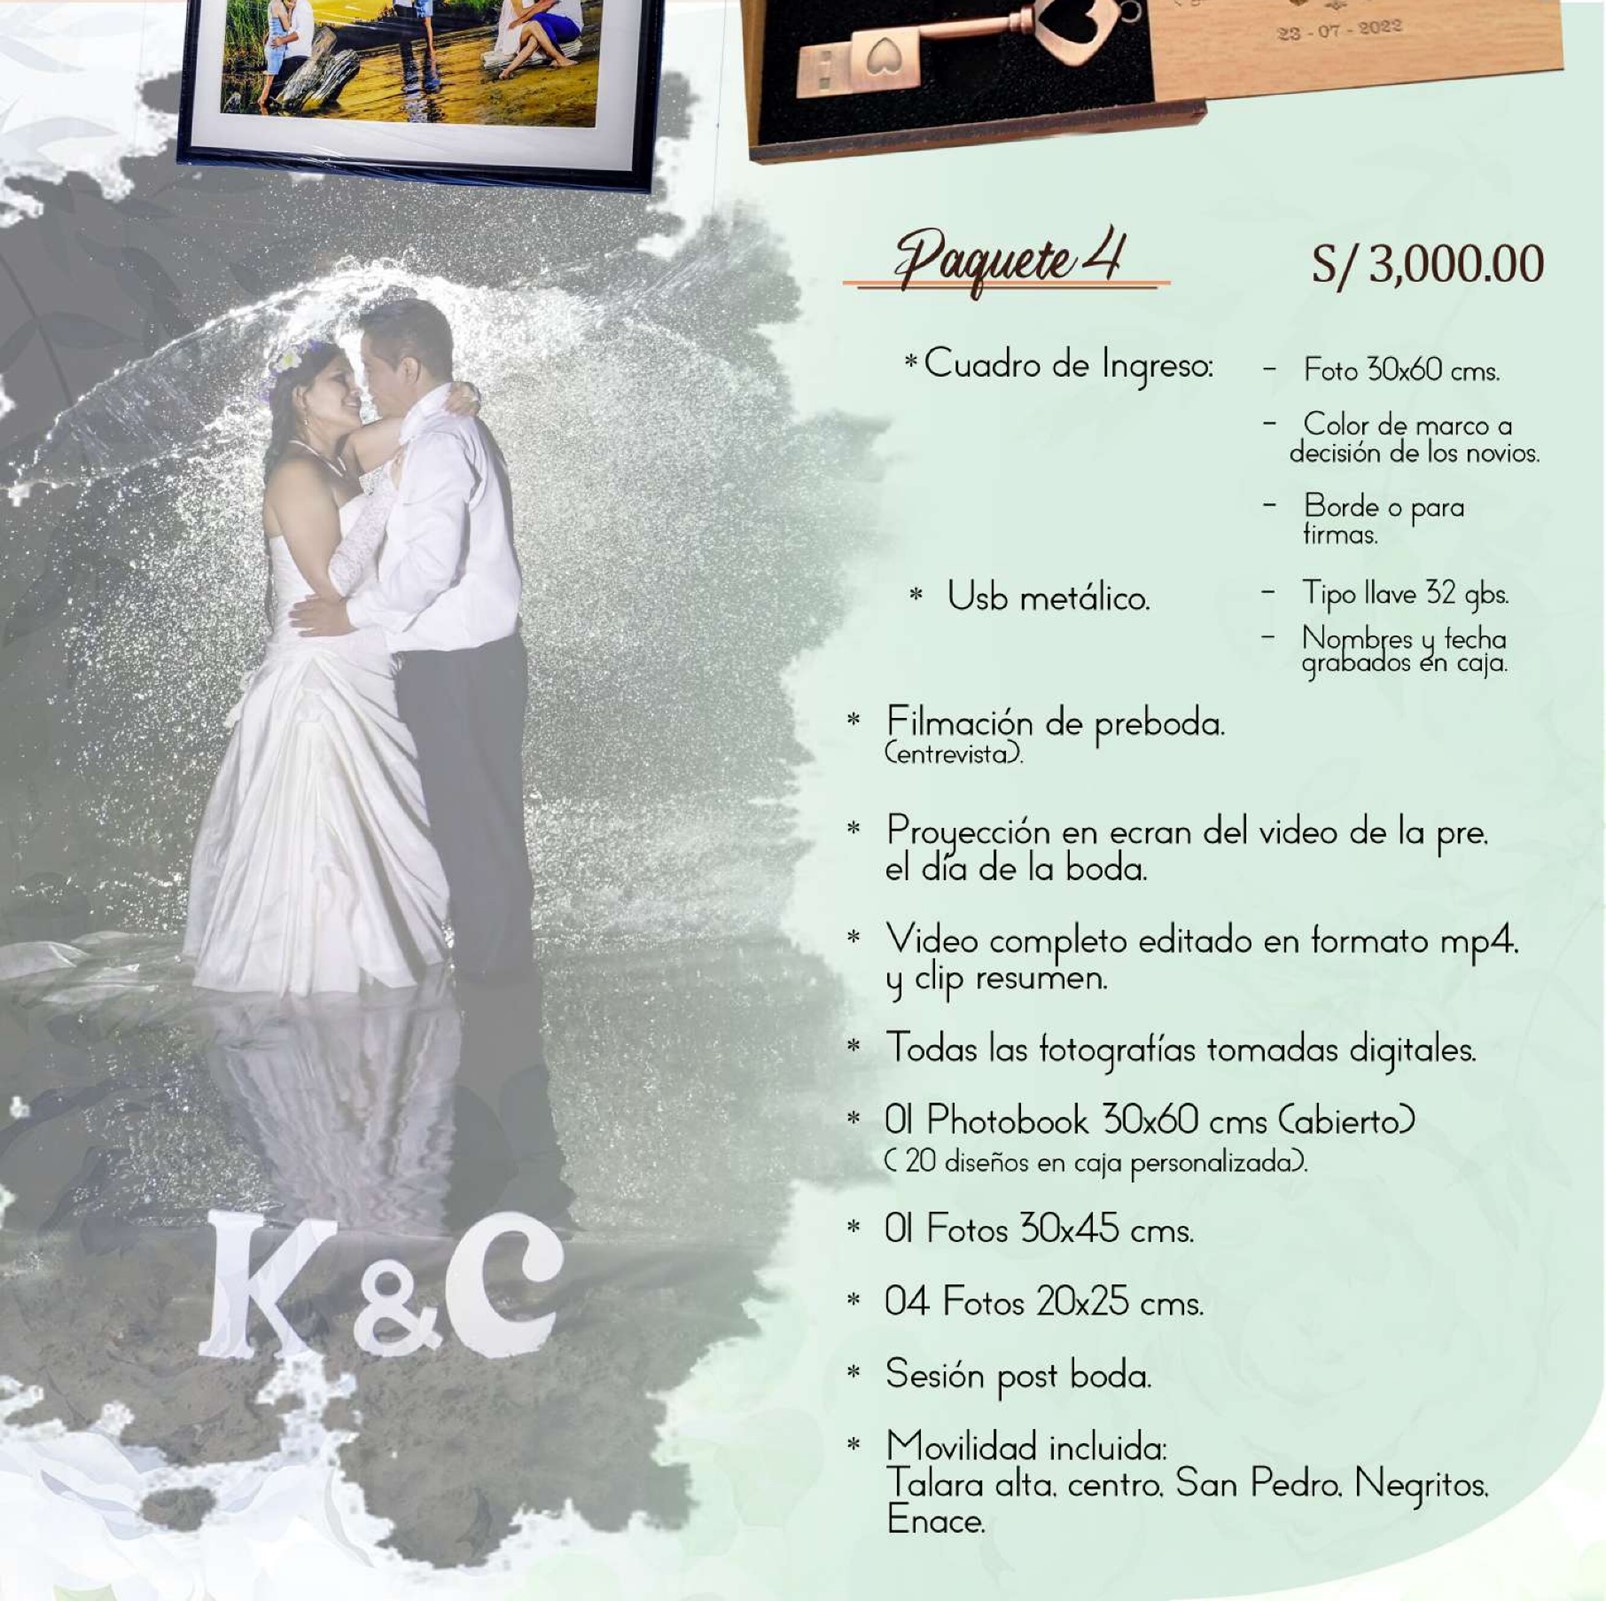 23 - 07 - 2022
Paquete 4
S/ 3,000.00
* Cuadro de Ingreso:
- Foto 30x60 cms.
- Color de marco a
decisión de los novios.
- Borde o para
firmas.
* Usb metálico.
- Tipo llave 32 gbs.
- Nombres y fecha
grabados en caja.
* Filmación de preboda.
(entrevista).
* Proyección en ecran del video de la pre.
el día de la boda.
* Video completo editado en formato mp4.
y clip resumen.
* Todas las fotografías tomadas digitales.
* 01 Photobook 30x60 cms (abierto)
( 20 diseños en caja personalizada).
* 01 Fotos 30x45 cms.
* 04 Fotos 20x25 cms.
* Sesión post boda.
* Movilidad incluida:
Talara alta, centro, San Pedro, Negritos,
Enace.
K & C